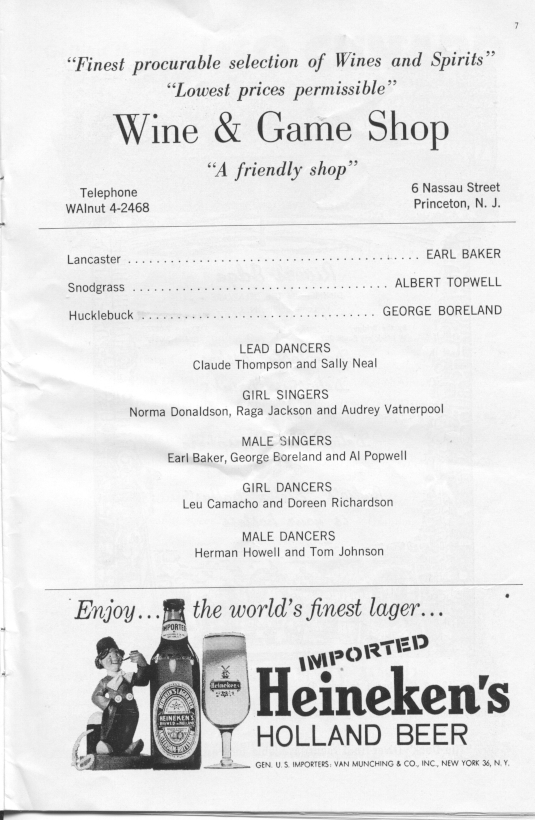 7
“Finest procurable selection of Wines and Spirits”
“Lowest prices permissible”
Wine & Game Shop
“A friendly shop”
Telephone
WAlnut 4-2468
6 Nassau Street
Princeton, N. J.
Lancaster ........................................ EARL BAKER
Snodgrass .................................... ALBERT TOPWELL
Hucklebuck ................................. GEORGE BORELAND
LEAD DANCERS
Claude Thompson and Sally Neal
GIRL SINGERS
Norma Donaldson, Raga Jackson and Audrey Vatnerpool
MALE SINGERS
Earl Baker, George Boreland and Al Popwell
GIRL DANCERS
Leu Camacho and Doreen Richardson
MALE DANCERS
Herman Howell and Tom Johnson
Enjoy... the world's finest lager...
IMPORTED
HEINEKEN'S
Heineken's
IMPORTED
Heineken's
HOLLAND BEER
GEN. U. S. IMPORTERS: VAN MUNCHING & CO., INC., NEW YORK 36, N. Y.